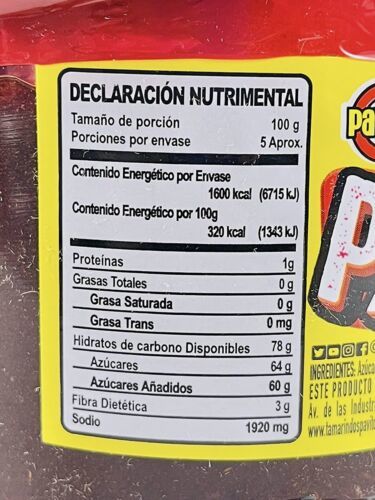 DECLARACIÓN NUTRIMENTAL
Tamaño de porción 100 g
Porciones por envase 5 Aprox.
Contenido Energético por Envase
1600 kcal (6715 kJ)
Contenido Energético por 100g
320 kcal (1343 kJ)
Proteínas 1g
Grasas Totales 0 g
Grasa Saturada 0 g
Grasa Trans 0 mg
Hidratos de carbono Disponibles 78 g
Azúcares 64 g
Azúcares Añadidos 60 g
Fibra Dietética 3 g
Sodio 1920 mg
Pa
P
INGREDIENTES: Azúca
ESTE PRODUCTO
Av. de las Industr
www.tamarindospavit